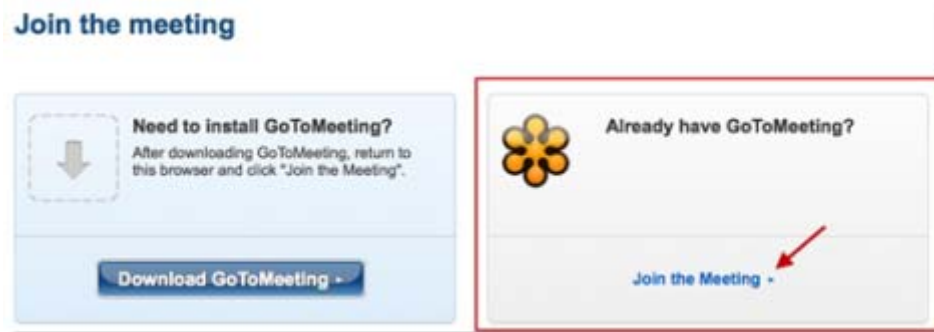 Join the meeting
Need to install GoToMeeting?
After downloading GoToMeeting, return to
this browser and click "Join the Meeting".
Download GoToMeeting
Already have GoToMeeting?
Join the Meeting